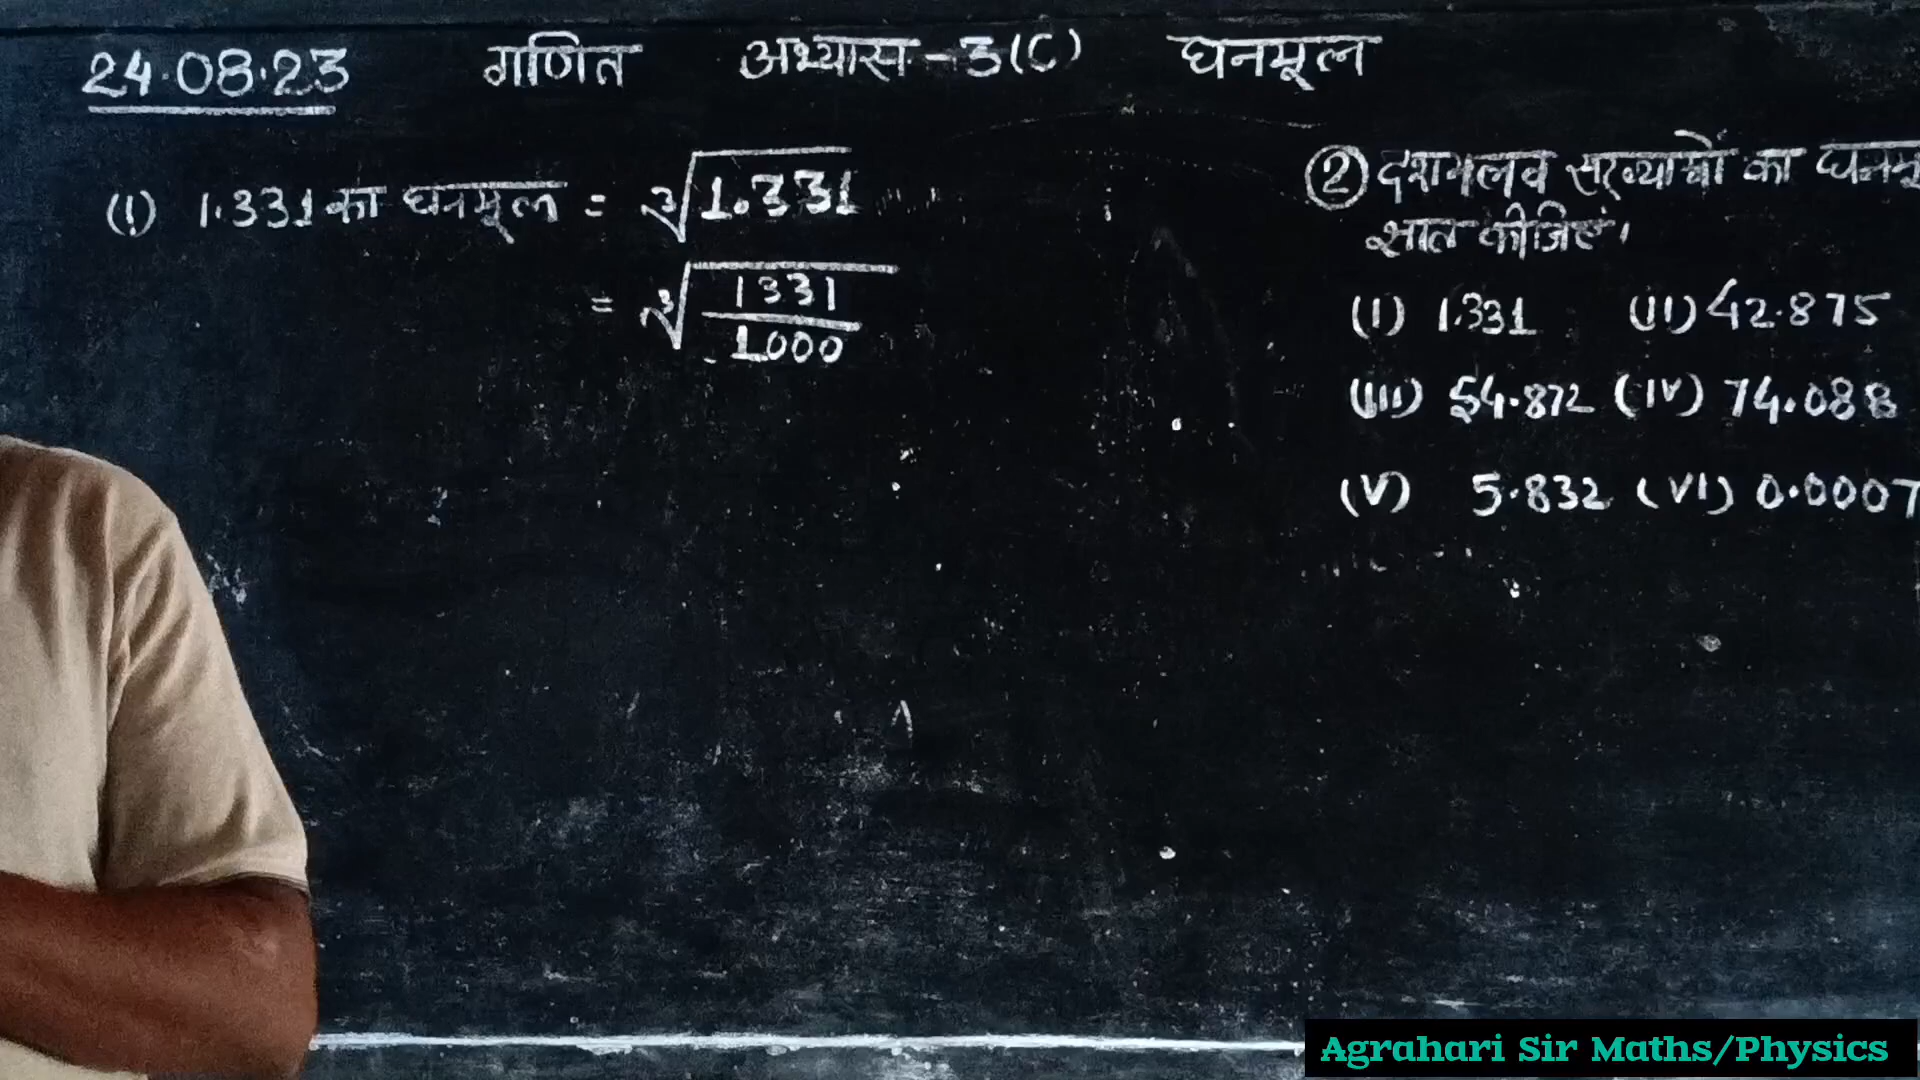 24.08.23 गणित अभ्यास-3(C) घनमूल
(I) 1.331 का घनमूल = ∛1.331
= ∛(1331/1000)
② दशमलव संख्याओं का घनमू
ज्ञात कीजिए।
(I) 1.331 (II) 42.875
(III) 54.872 (IV) 74.088
(V) 5.832 (VI) 0.0007
Agrahari Sir Maths/Physics